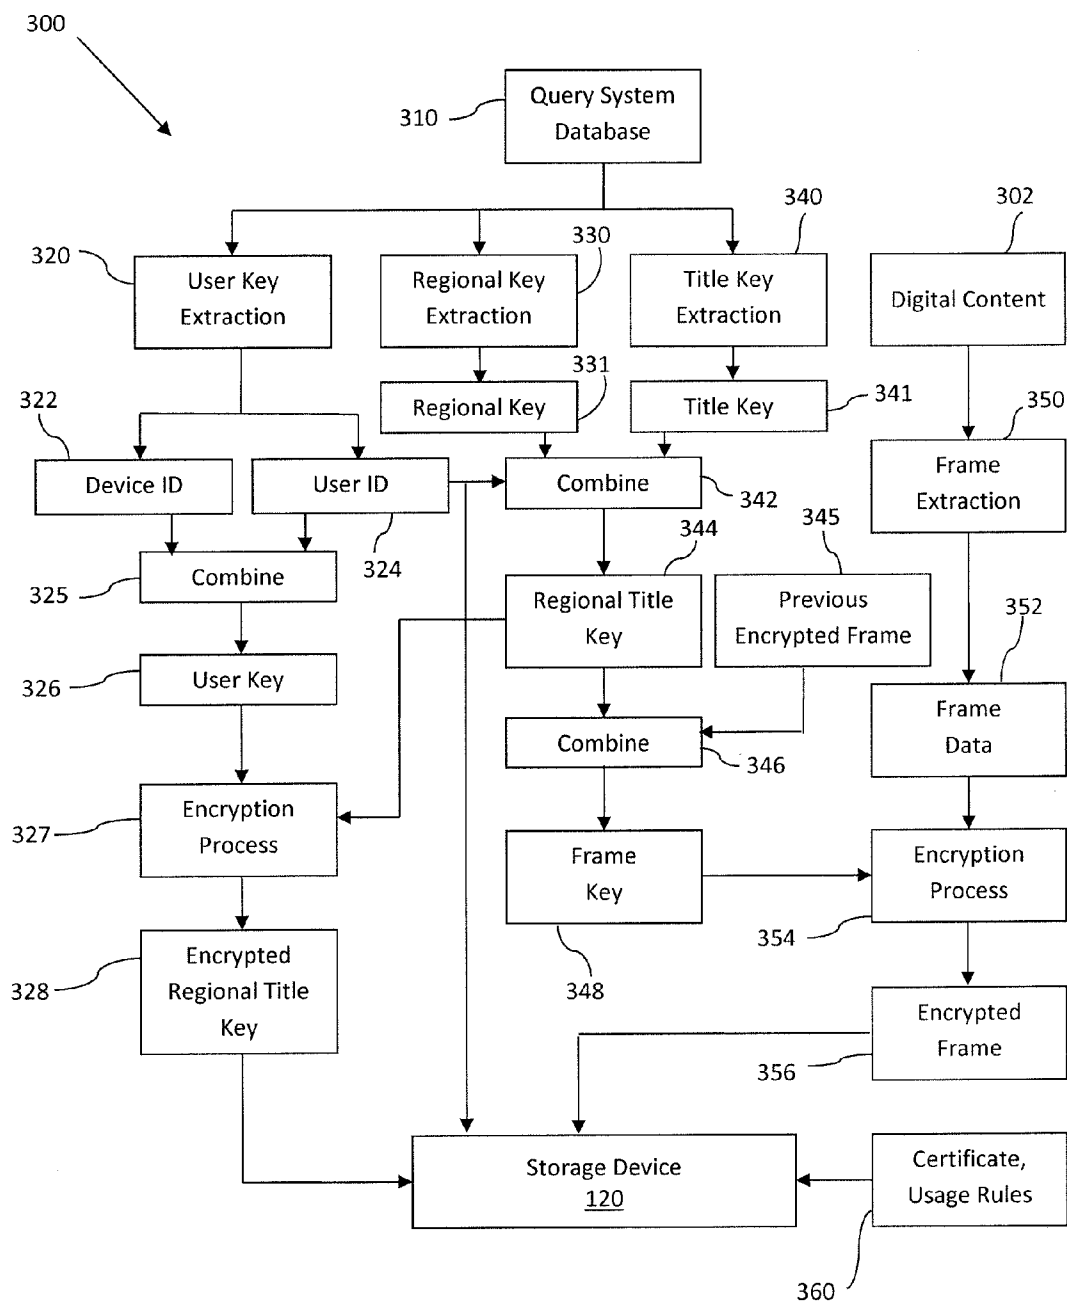 300
Query System
Database
310
340
302
320
User Key
Extraction
Regional Key
Extraction
330
Title Key
Extraction
Digital Content
322
Regional Key
331
Title Key
341
350
Device ID
User ID
Combine
342
Frame
Extraction
324
344
345
325
Combine
Regional Title
Key
Previous
Encrypted Frame
352
326
User Key
Combine
346
Frame
Data
327
Encryption
Process
Frame
Key
Encryption
Process
354
328
Encrypted
Regional Title
Key
348
Encrypted
Frame
356
Storage Device
120
Certificate,
Usage Rules
360